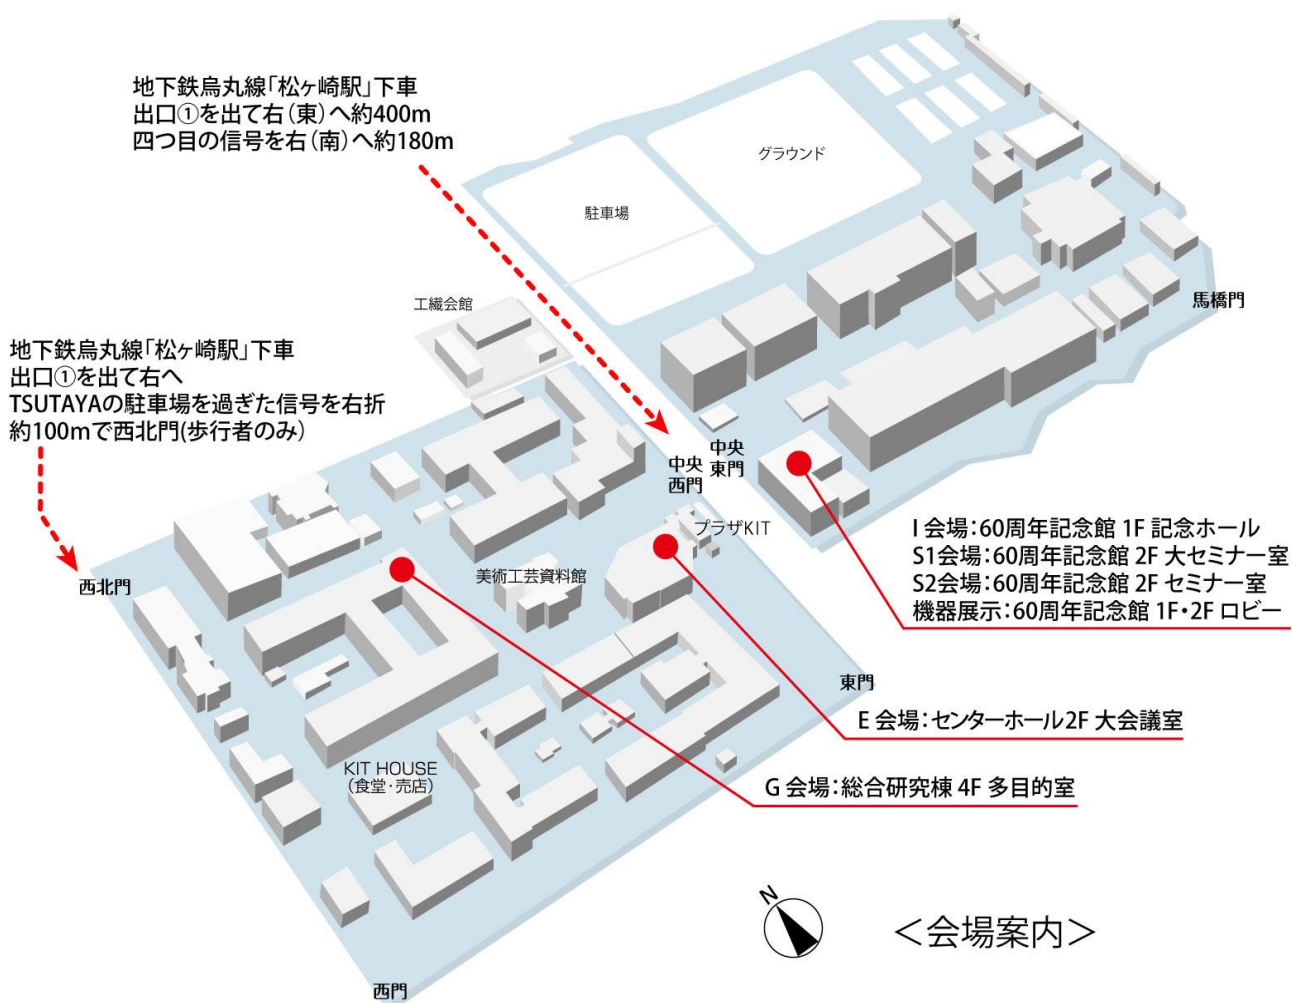 地下鉄烏丸線「松ヶ崎駅」下車
出口①を出て右(東)へ約400m
四つ目の信号を右(南)へ約180m
グラウンド
駐車場
工繊会館
馬橋門
地下鉄烏丸線「松ヶ崎駅」下車
出口①を出て右へ
TSUTAYAの駐車場を過ぎた信号を右折
約100mで西北門(歩行者のみ)
中央
東門
中央
西門
プラザKIT
I 会場:60周年記念館 1F 記念ホール
S1会場:60周年記念館 2F 大セミナー室
S2会場:60周年記念館 2F セミナー室
機器展示:60周年記念館 1F・2F ロビー
西北門
美術工芸資料館
東門
E 会場:センターホール2F 大会議室
KIT HOUSE
(食堂・売店)
G 会場:総合研究棟 4F 多目的室
N
<会場案内>
西門